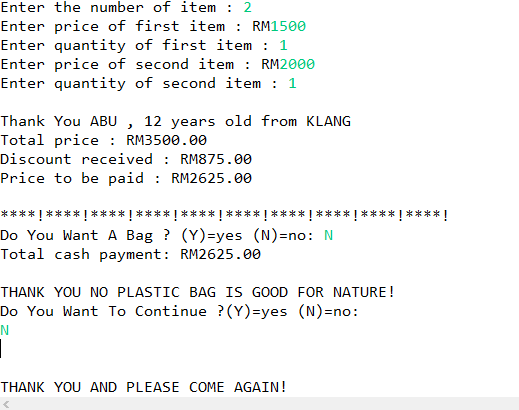 Enter the number of item : 2
Enter price of first item : RM1500
Enter quantity of first item : 1
Enter price of second item : RM2000
Enter quantity of second item : 1
Thank You ABU , 12 years old from KLANG
Total price : RM3500.00
Discount received : RM875.00
Price to be paid : RM2625.00
****!****!****!****!****!****!****!****!****!****!
Do You Want A Bag ? (Y)=yes (N)=no: N
Total cash payment: RM2625.00
THANK YOU NO PLASTIC BAG IS GOOD FOR NATURE!
Do You Want To Continue ?(Y)=yes (N)=no:
N
THANK YOU AND PLEASE COME AGAIN!